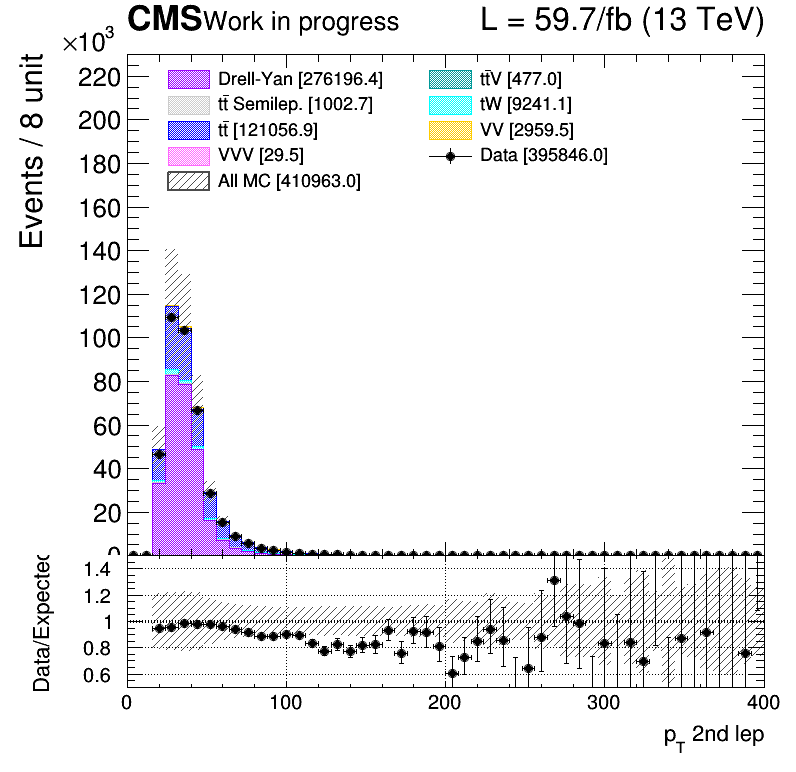 CMS Work in progress L = 59.7/fb (13 TeV)
×10³
Events / 8 unit
220
200
180
160
140
120
100
80
60
40
20
0
Drell-Yan [276196.4]
tt̄ Semilep. [1002.7]
tt̄ [121056.9]
VVV [29.5]
All MC [410963.0]
tt̄V [477.0]
tW [9241.1]
VV [2959.5]
Data [395846.0]
Data/Expected
1.4
1.2
1
0.8
0.6
0 100 200 300 400
p_T 2nd lep